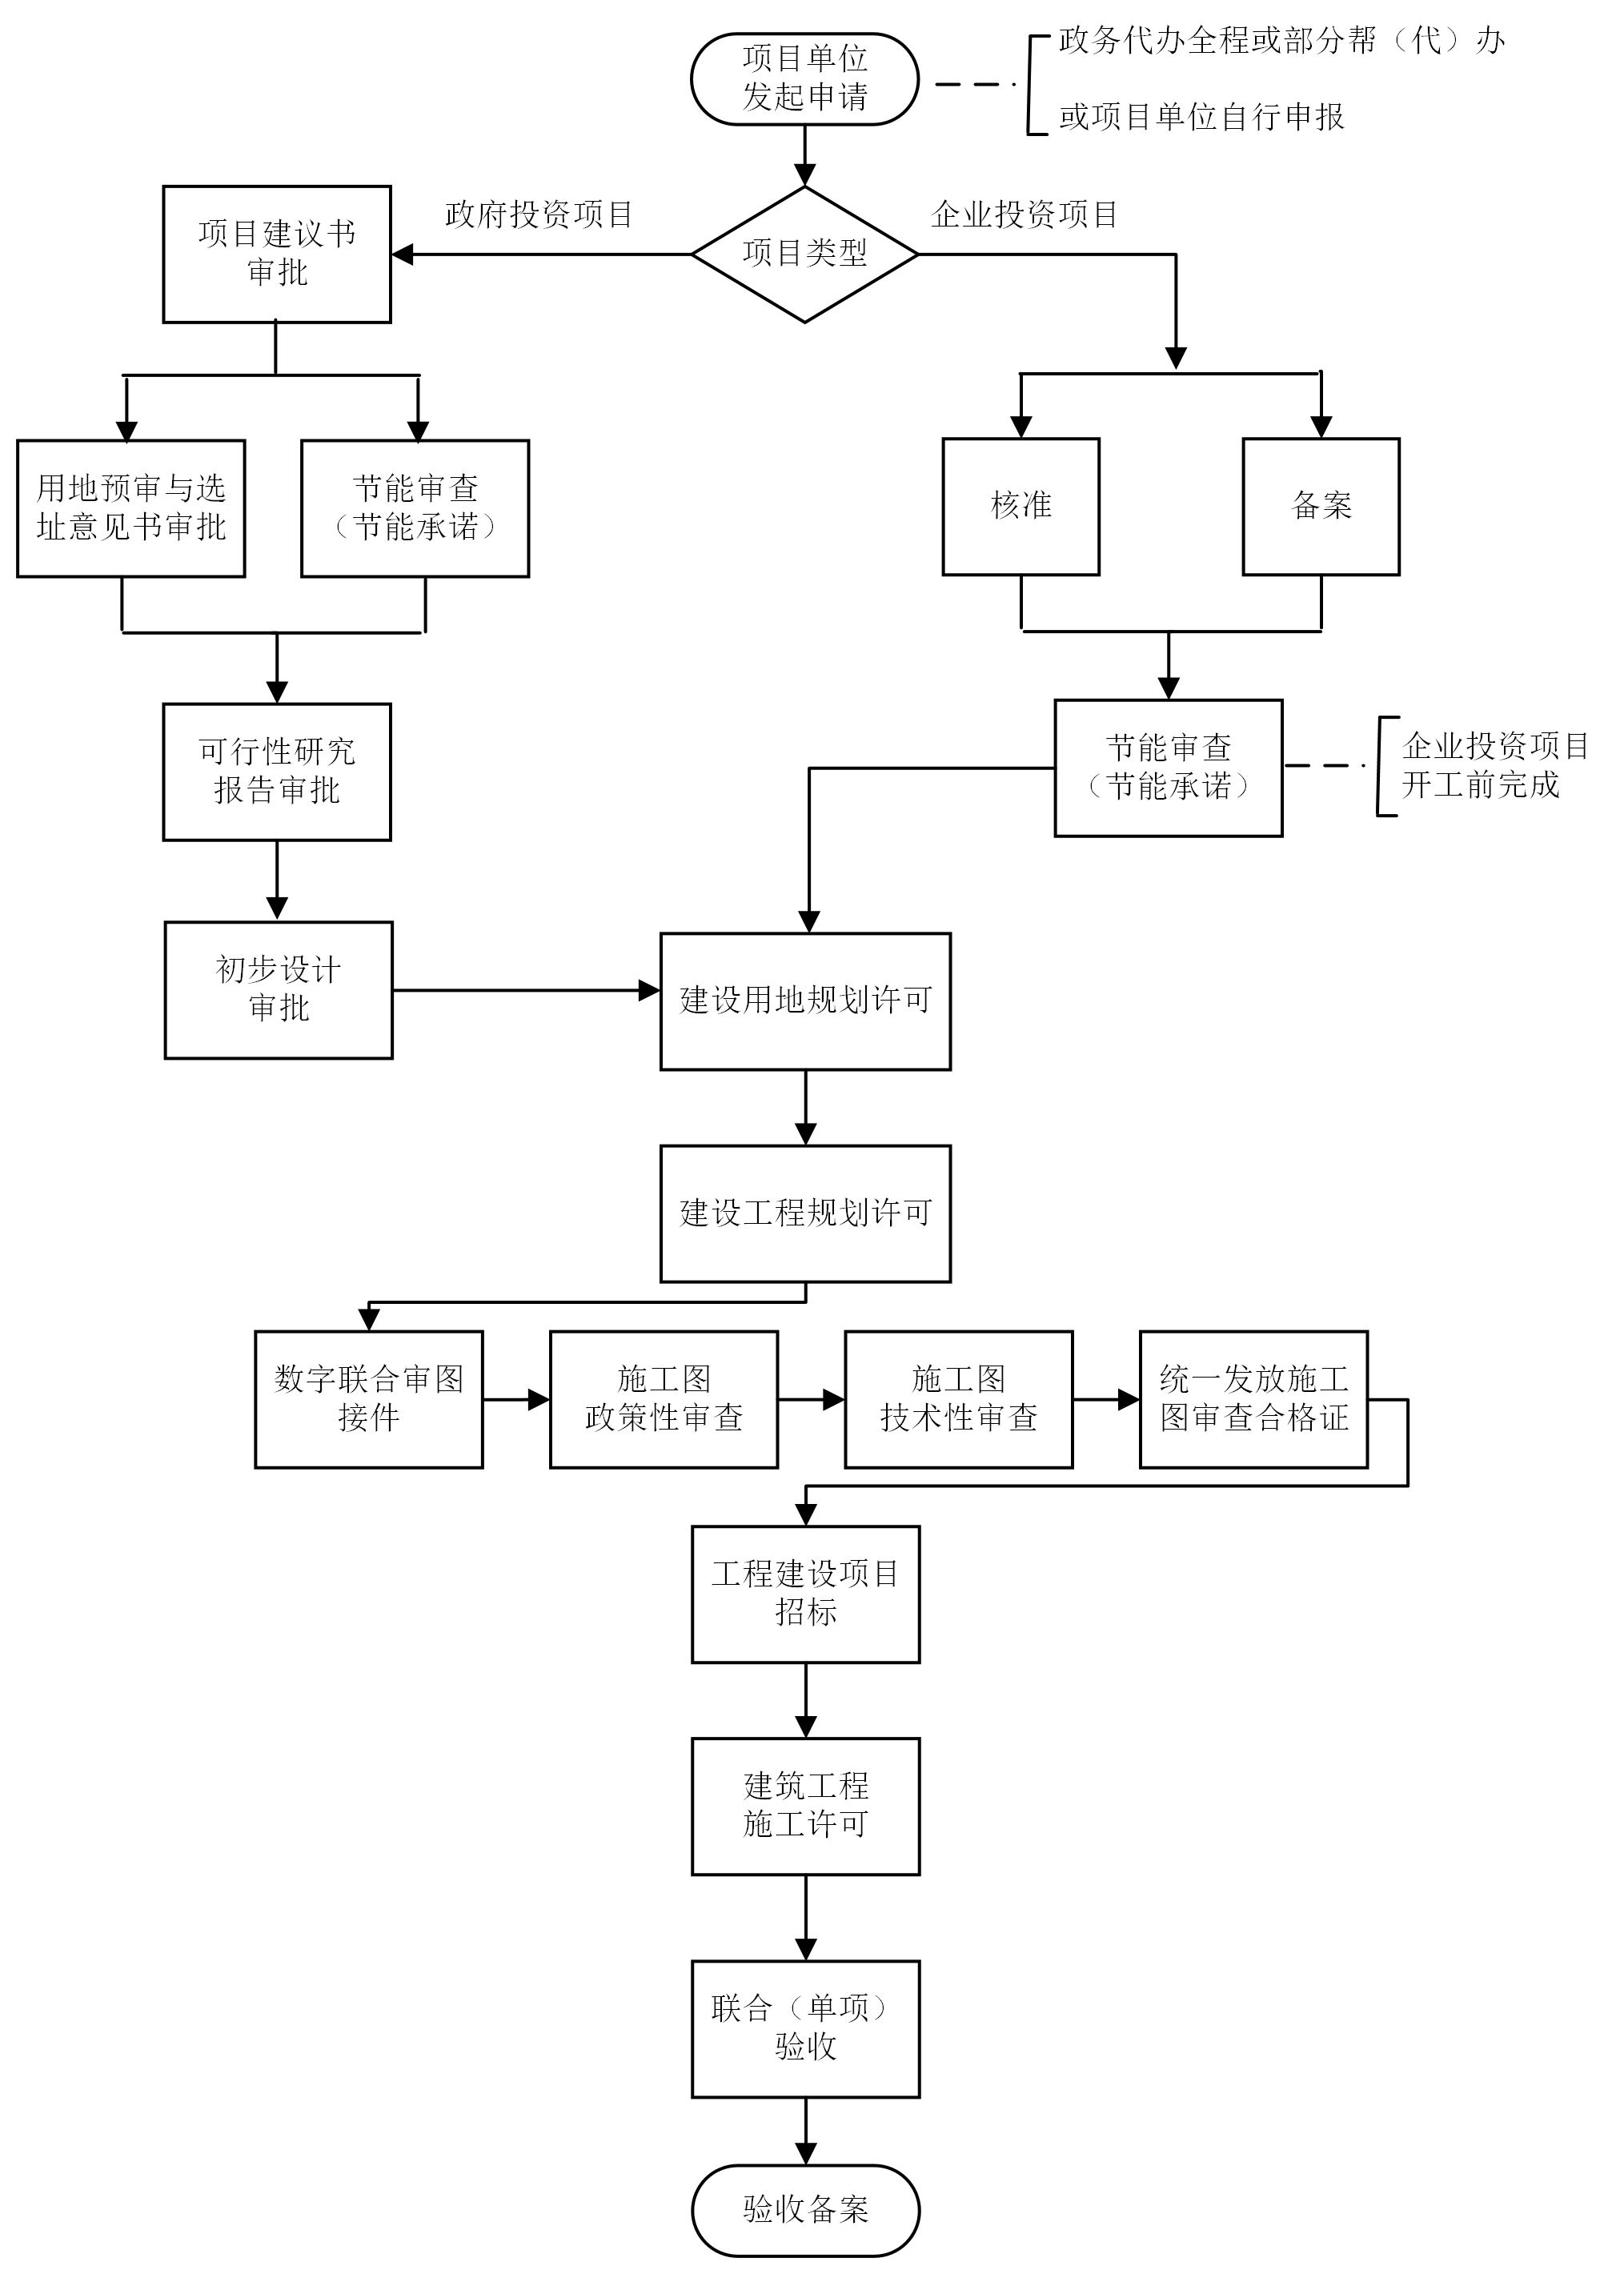 项目单位
发起申请
政务代办全程或部分帮（代）办
或项目单位自行申报
政府投资项目
项目类型
企业投资项目
项目建议书
审批
用地预审与选
址意见书审批
节能审查
（节能承诺）
核准
备案
可行性研究
报告审批
节能审查
（节能承诺）
企业投资项目
开工前完成
初步设计
审批
建设用地规划许可
建设工程规划许可
数字联合审图
接件
施工图
政策性审查
施工图
技术性审查
统一发放施工
图审查合格证
工程建设项目
招标
建筑工程
施工许可
联合（单项）
验收
验收备案